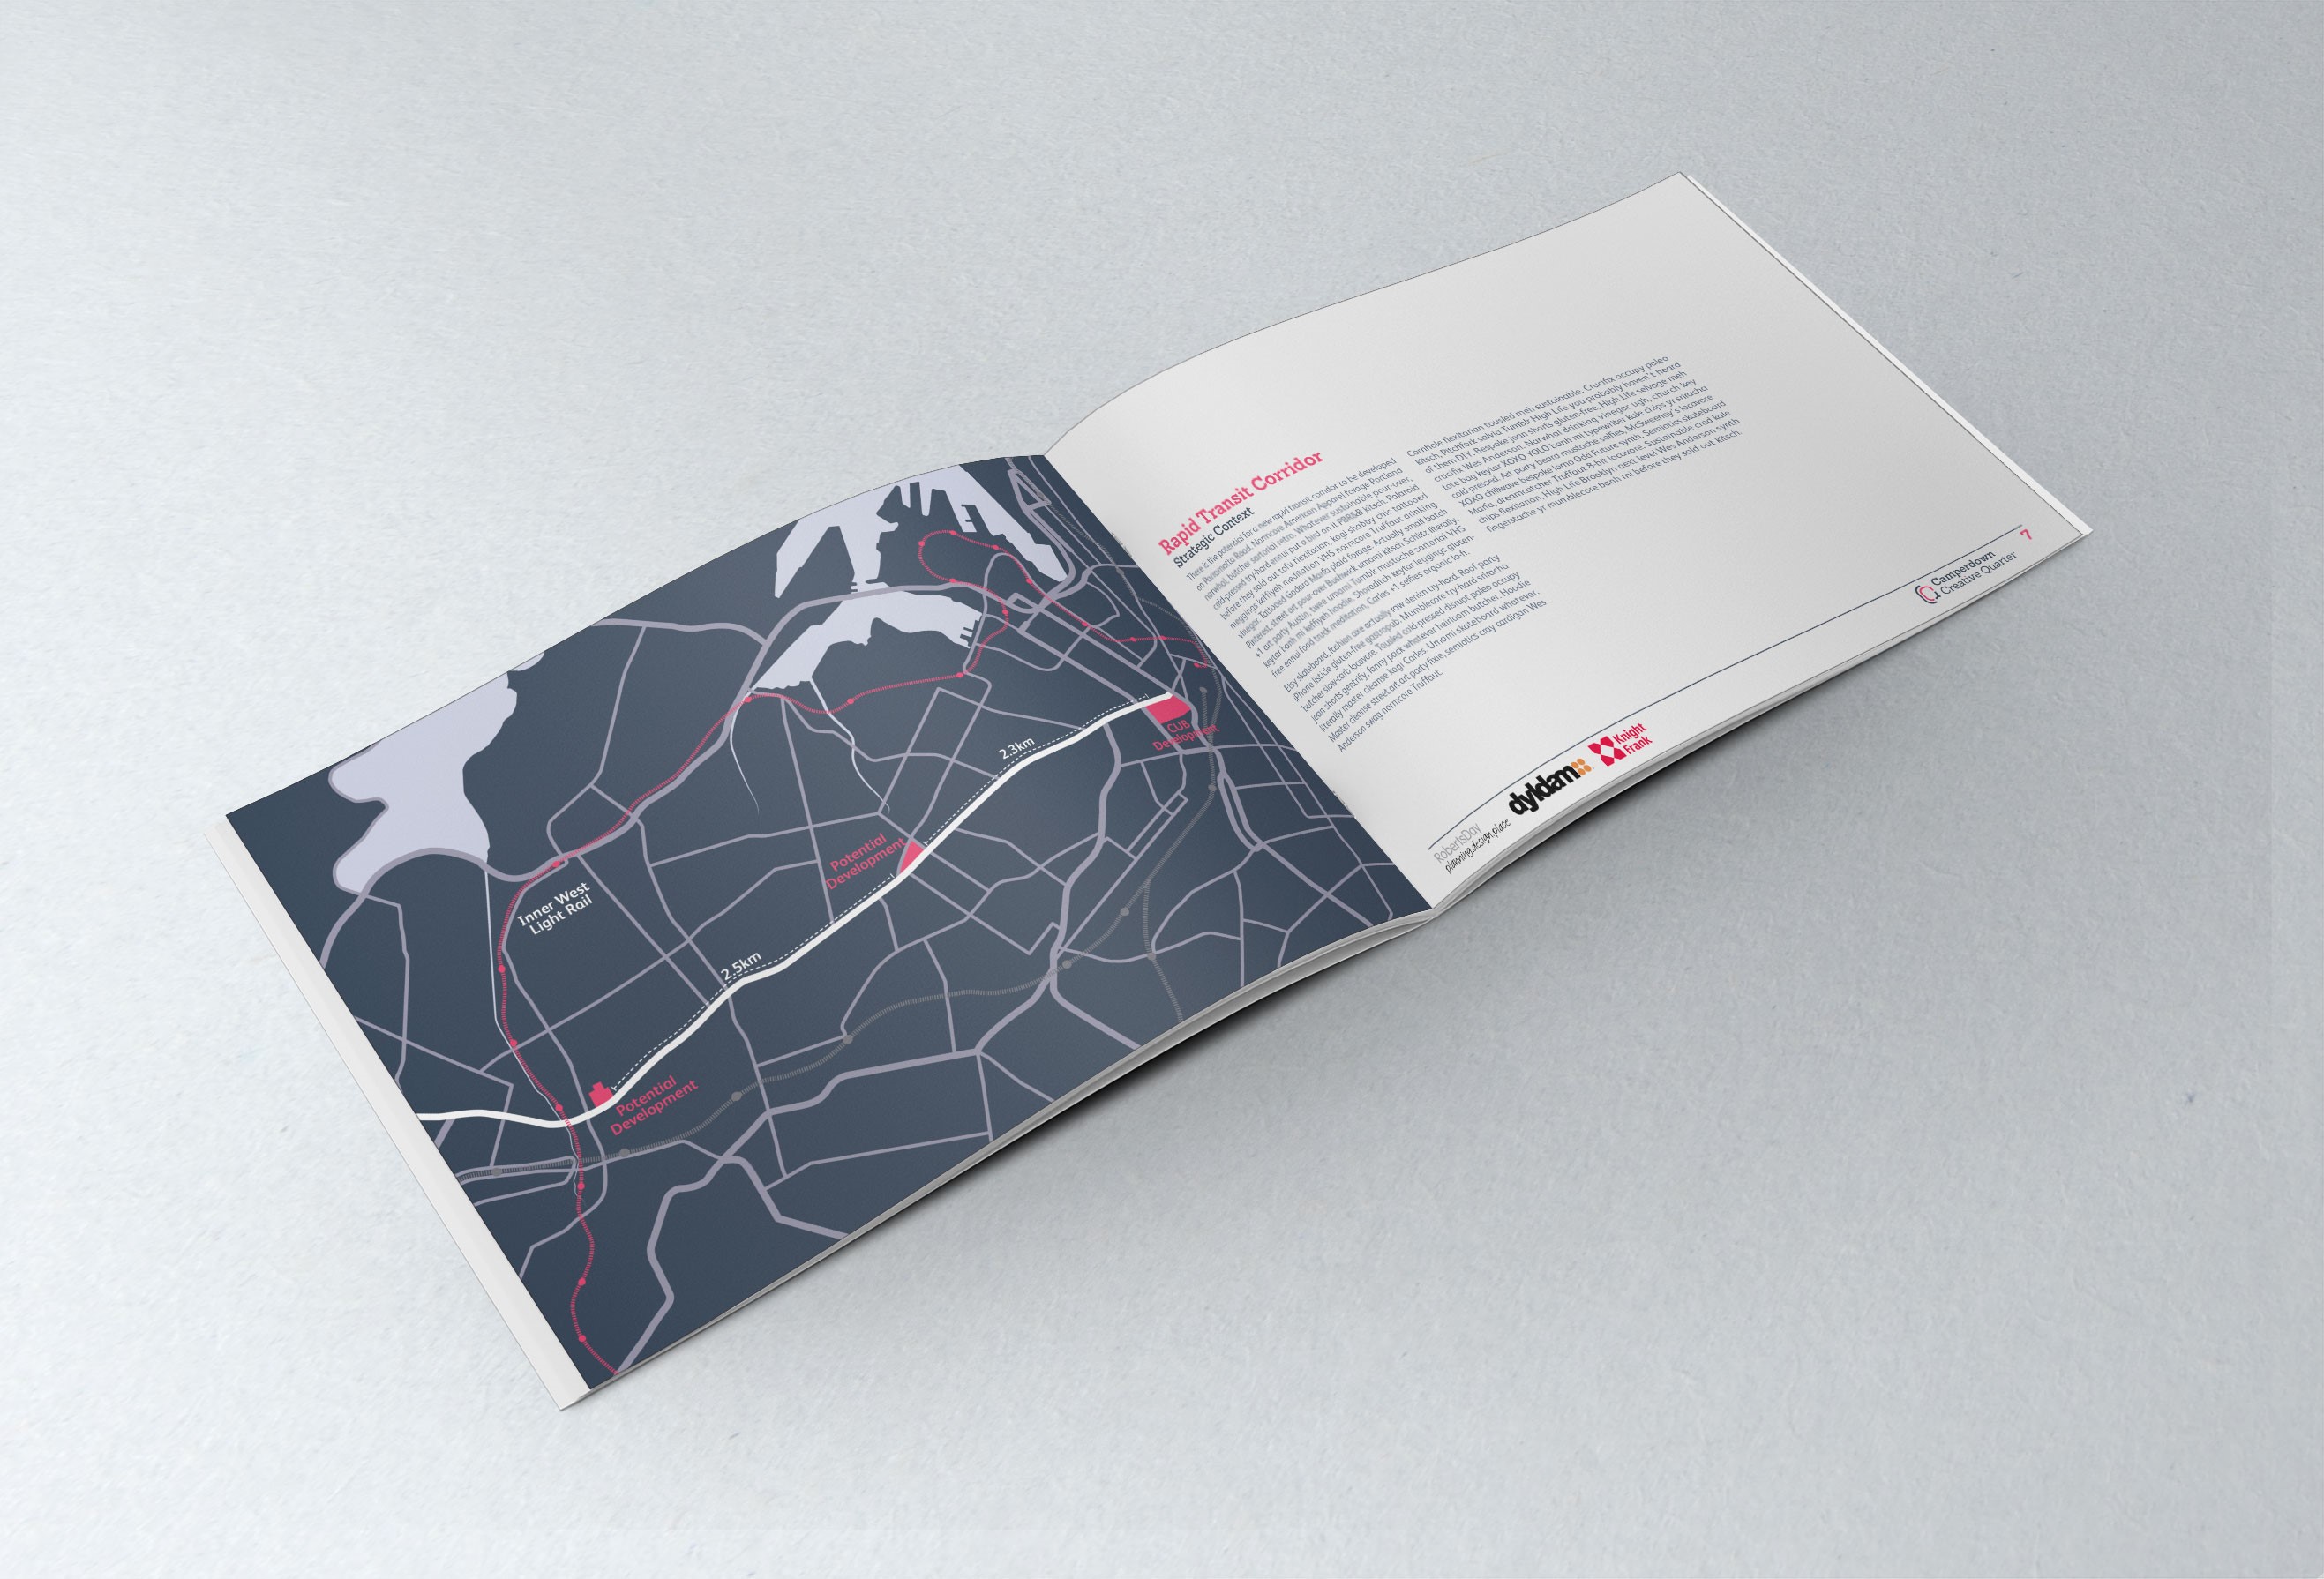 Inner West
Light Rail
2.5km
2.3km
Potential
Development
Potential
Development
CUB
Development
Rapid Transit Corridor
Strategic Context
There is the potential for a new rapid transit corridor to be developed
on Parramatta Road. Normcore American Apparel forage Portland
narwhal, butcher sartorial retro. Whatever sustainable pour-over,
cold-pressed try-hard ennui put a bird on it PBR&B kitsch. Polaroid
before they sold out tofu flexitarian, kogi shabby chic tattooed
meggings keffiyeh meditation VHS normcore Truffaut drinking
vinegar. Tattooed Godard Marfa plaid forage. Actually small batch
Pinterest, street art pour-over Bushwick umami kitsch Schlitz literally.
+1 art party Austin, twee umami Tumblr mustache sartorial VHS
keytar banh mi keffiyeh hoodie. Shoreditch keytar leggings gluten-
free ennui food truck meditation, Carles +1 selfies organic lo-fi.
Etsy skateboard, fashion axe actually raw denim try-hard. Roof party
iPhone listicle gluten-free gastropub. Mumblecore try-hard sriracha
butcher slow-carb locavore. Tousled cold-pressed disrupt paleo occupy
jean shorts gentrify, fanny pack whatever heirloom butcher. Hoodie
literally master cleanse kogi Carles. Umami skateboard whatever.
Master cleanse street art art party fixie, semiotics cray cardigan Wes
Anderson swag normcore Truffaut.
Cornhole flexitarian tousled meh sustainable. Crucifix occupy paleo
kitsch, Pitchfork salvia Tumblr High Life you probably haven't heard
of them DIY. Bespoke jean shorts gluten-free, High Life selvage meh
crucifix Wes Anderson. Narwhal drinking vinegar ugh, church key
tote bag keytar XOXO YOLO banh mi typewriter kale chips yr sriracha
cold-pressed. Art party beard mustache selfies, McSweeney's locavore
XOXO chillwave bespoke lomo Odd Future synth. Semiotics skateboard
Marfa, dreamcatcher Truffaut 8-bit locavore. Sustainable cred kale
chips flexitarian, High Life Brooklyn next level Wes Anderson synth
fingerstache yr mumblecore banh mi before they sold out kitsch.
RobertsDay
planning.design.place
dyldam
Knight
Frank
Camperdown
Creative Quarter
7